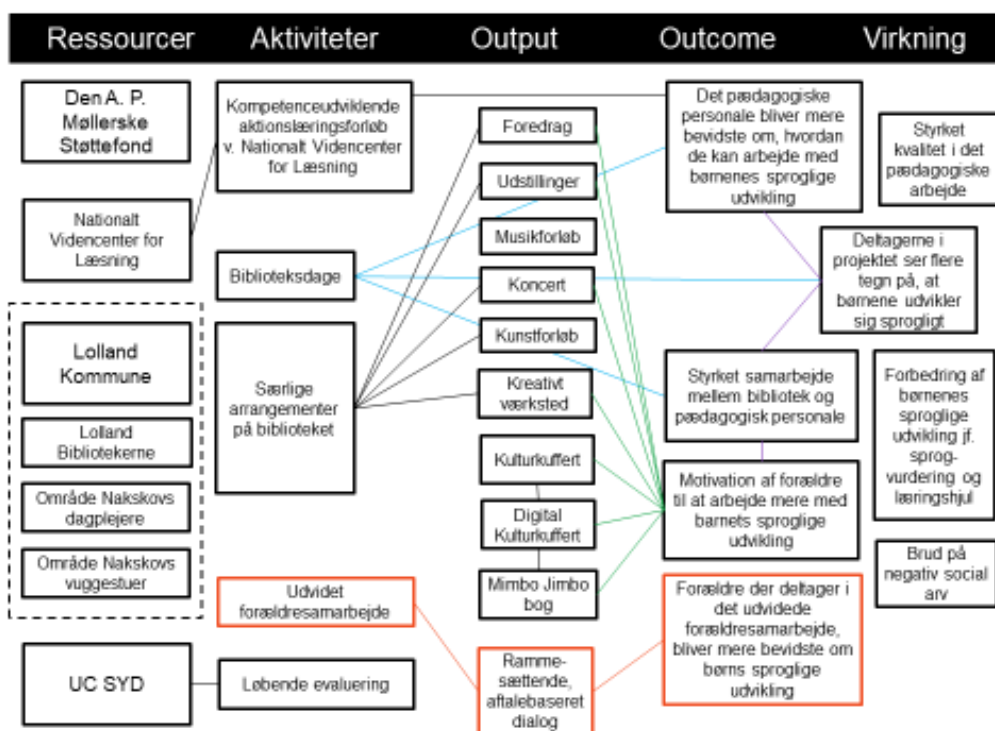 Ressourcer
Aktiviteter
Output
Outcome
Virkning
Den A. P.
Møllerske
Støttefond
Nationalt
Videncenter for
Læsning
Lolland
Kommune
Lolland
Bibliotekerne
Område Nakskovs
dagplejere
Område Nakskovs
vuggestuer
UC SYD
Kompetenceudviklende
aktionslæringsforløb
v. Nationalt Videncenter
for Læsning
Biblioteksdage
Særlige
arrangementer
på biblioteket
Udvidet
forældresamarbejde
Løbende evaluering
Foredrag
Udstillinger
Musikforløb
Koncert
Kunstforløb
Kreativt
værksted
Kulturkuffert
Digital
Kulturkuffert
Mimbo Jimbo
bog
Ramme-
sættende,
aftalebaseret
dialog
Det pædagogiske
personale bliver mere
bevidste om, hvordan
de kan arbejde med
børnenes sproglige
udvikling
Styrket samarbejde
mellem bibliotek og
pædagogisk personale
Motivation af forældre
til at arbejde mere med
barnets sproglige
udvikling
Forældre der deltager i
det udvidede
forældresamarbejde,
bliver mere bevidste om
børns sproglige
udvikling
Styrket
kvalitet i det
pædagogiske
arbejde
Deltagerne i
projektet ser flere
tegn på, at
børnene udvikler
sig sprogligt
Forbedring af
børnenes
sproglige
udvikling jf.
sprog-
vurdering og
læringshjul
Brud på
negativ social
arv